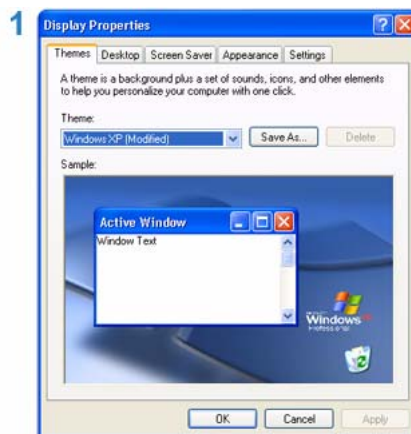 1
Display Properties
Themes Desktop Screen Saver Appearance Settings
A theme is a background plus a set of sounds, icons, and other elements
to help you personalize your computer with one click.
Theme:
Windows XP (Modified) Save As... Delete
Sample:
Active Window
Window Text
Windows
Professional
OK Cancel Apply